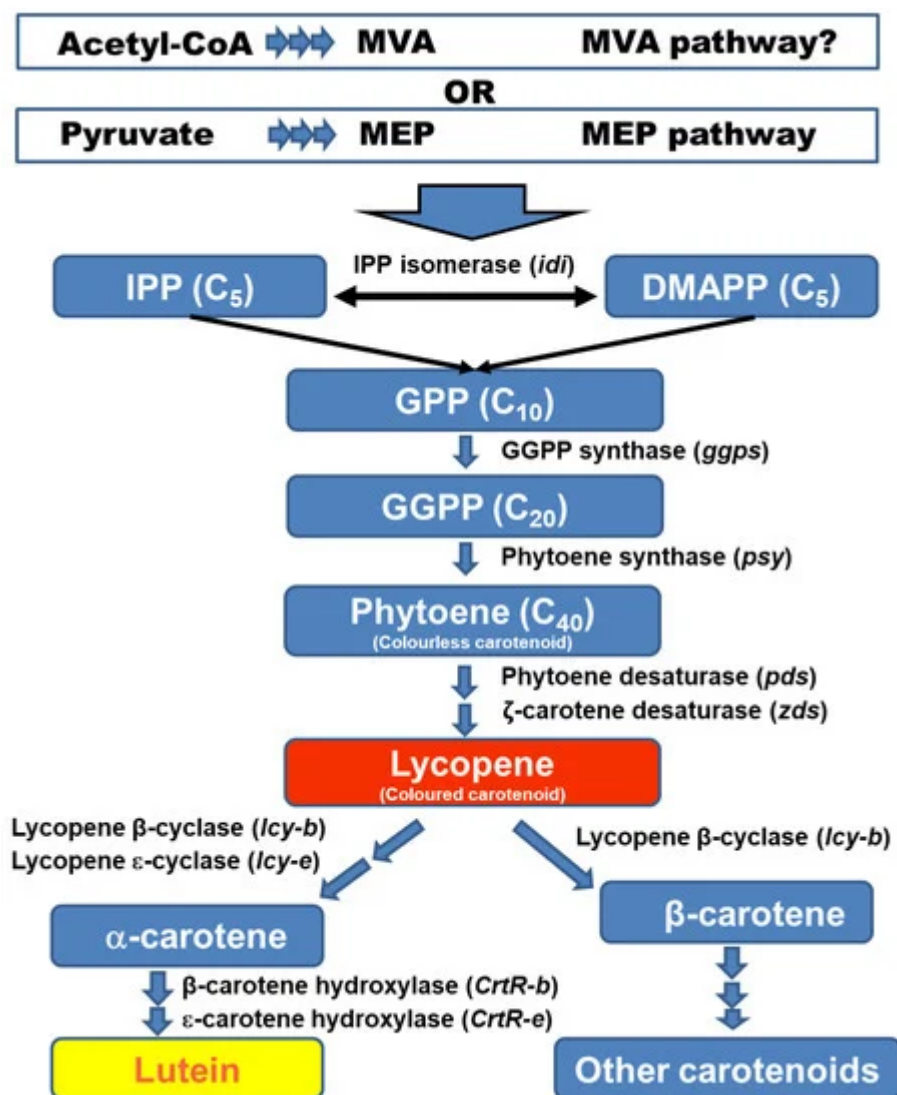 Acetyl-CoA MVA MVA pathway?
OR
Pyruvate MEP MEP pathway
IPP isomerase (idi)
IPP (C₅) DMAPP (C₅)
GPP (C₁₀)
GGPP synthase (ggps)
GGPP (C₂₀)
Phytoene synthase (psy)
Phytoene (C₄₀)
(Colourless carotenoid)
Phytoene desaturase (pds)
ζ-carotene desaturase (zds)
Lycopene
(Coloured carotenoid)
Lycopene β-cyclase (lcy-b)
Lycopene ε-cyclase (lcy-e)
Lycopene β-cyclase (lcy-b)
α-carotene
β-carotene
β-carotene hydroxylase (CrtR-b)
ε-carotene hydroxylase (CrtR-e)
Lutein
Other carotenoids